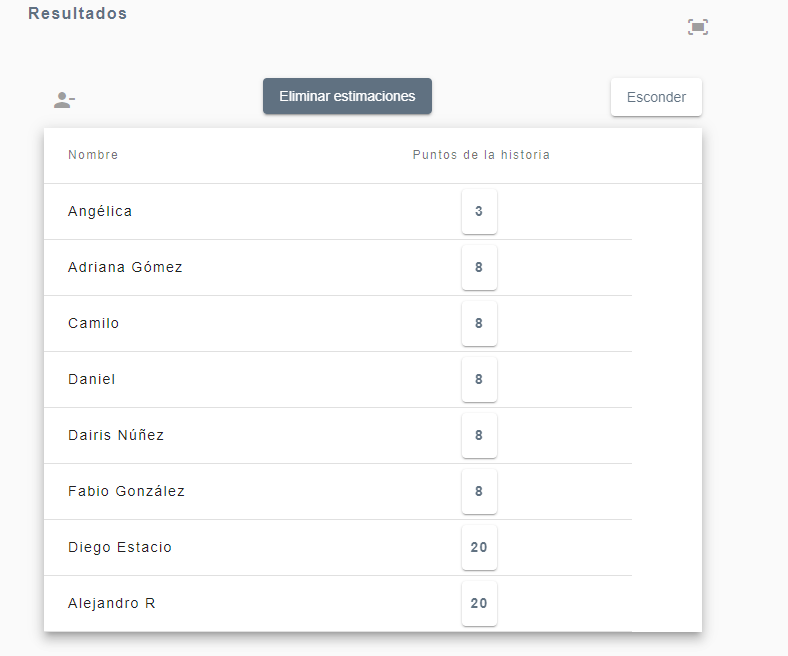 Resultados
Eliminar estimaciones
Esconder
Nombre Puntos de la historia
Angélica 3
Adriana Gómez 8
Camilo 8
Daniel 8
Dairis Núñez 8
Fabio González 8
Diego Estacio 20
Alejandro R 20